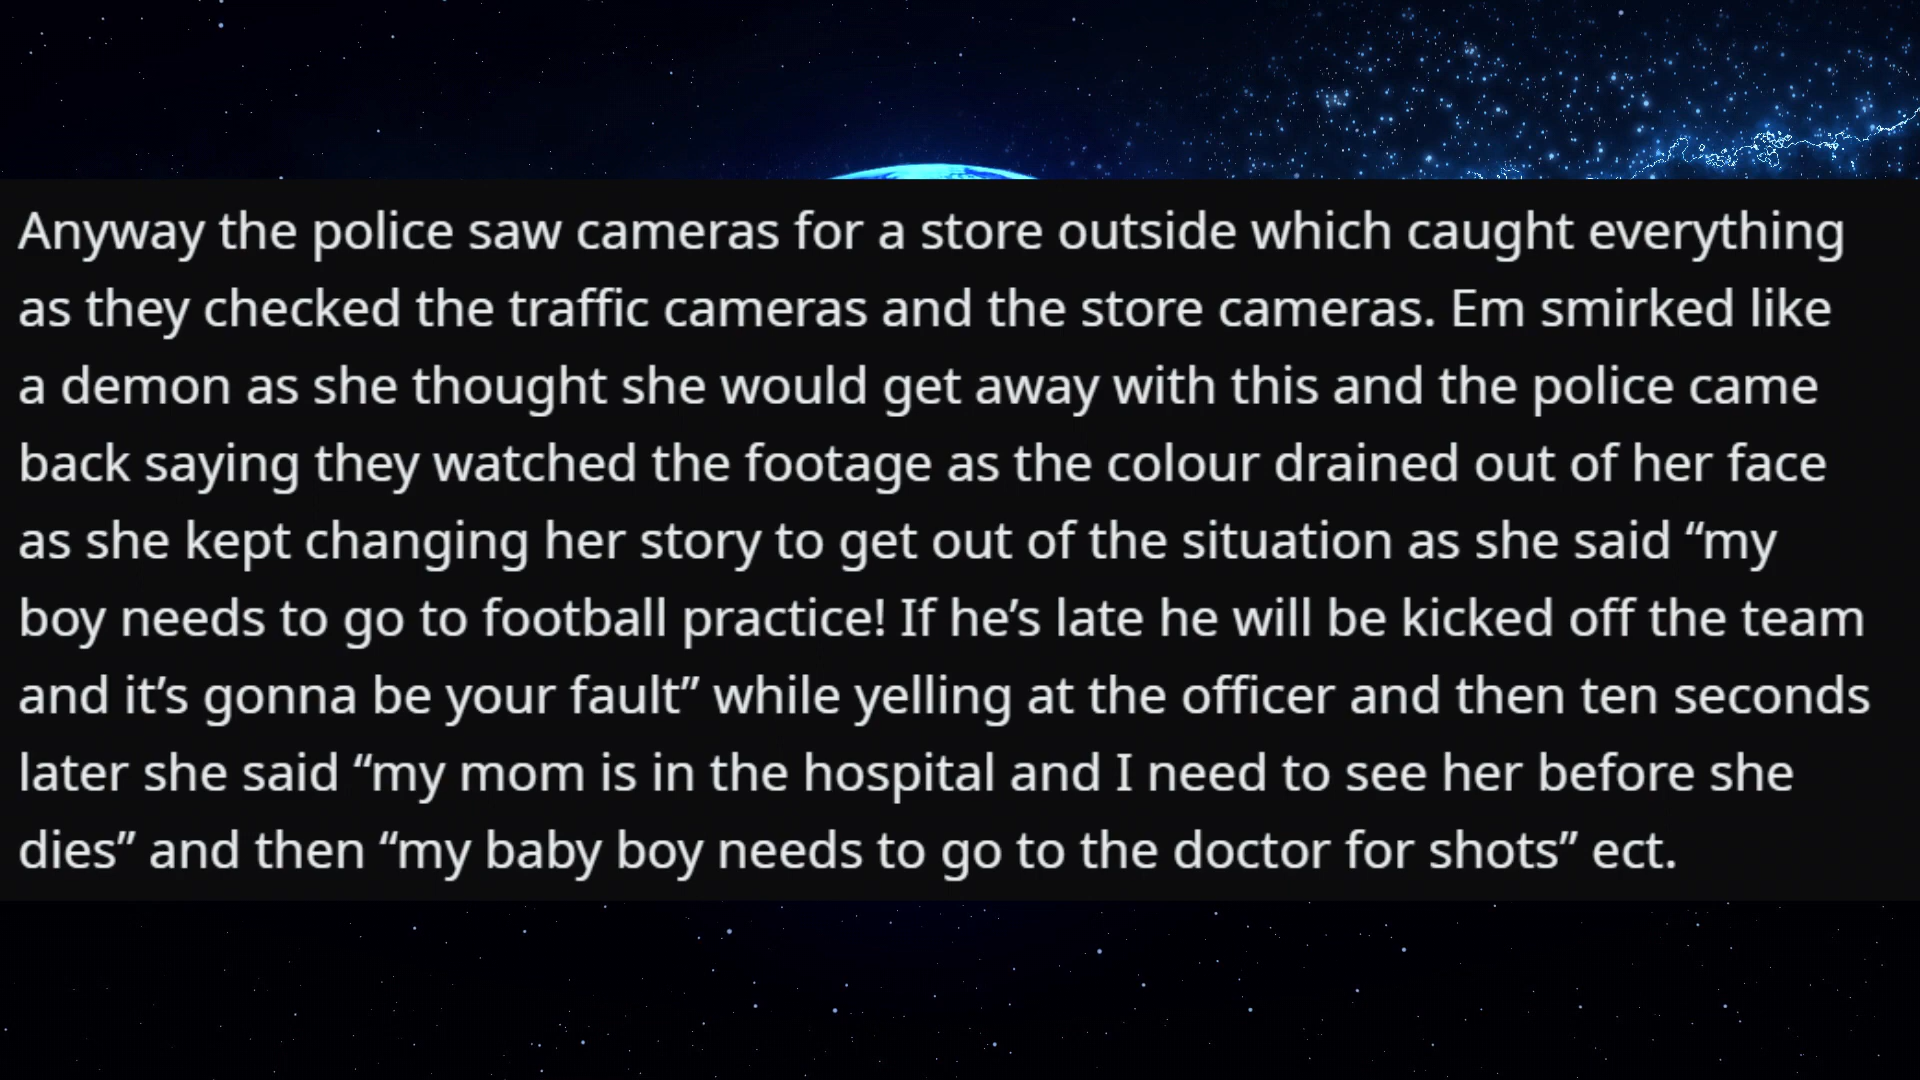 Anyway the police saw cameras for a store outside which caught everything
as they checked the traffic cameras and the store cameras. Em smirked like
a demon as she thought she would get away with this and the police came
back saying they watched the footage as the colour drained out of her face
as she kept changing her story to get out of the situation as she said “my
boy needs to go to football practice! If he’s late he will be kicked off the team
and it’s gonna be your fault” while yelling at the officer and then ten seconds
later she said “my mom is in the hospital and I need to see her before she
dies” and then “my baby boy needs to go to the doctor for shots” ect.